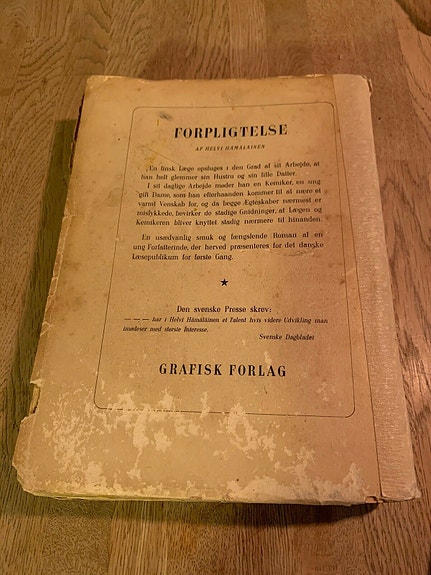 FORPLIGTELSE
AF HELVI HÄMÄLÄINEN
En finsk Læge opsluges i den Grad af sit Arbejde, at
han helt glemmer sin Hustru og sin lille Datter.
I sit daglige Arbejde møder han en Kemiker, en ung
gift Dame, som han efterhaanden kommer til at nære et
varmt Venskab for, og da begge Ægteskaber nærmest er
mislykkede, bevirker de stadige Gnidninger, at Lægen og
Kemikeren bliver knyttet stadig nærmere til hinanden.
En usædvanlig smuk og fængslende Roman af en
ung Forfatterinde, der herved præsenteres for det danske
Læsepublikum for første Gang.
★
Den svenske Presse skrev:
— — — har i Helvi Hämäläinen et Talent hvis videre Udvikling man
imødeser med største Interesse.
Svenske Dagbladet
GRAFISK FORLAG